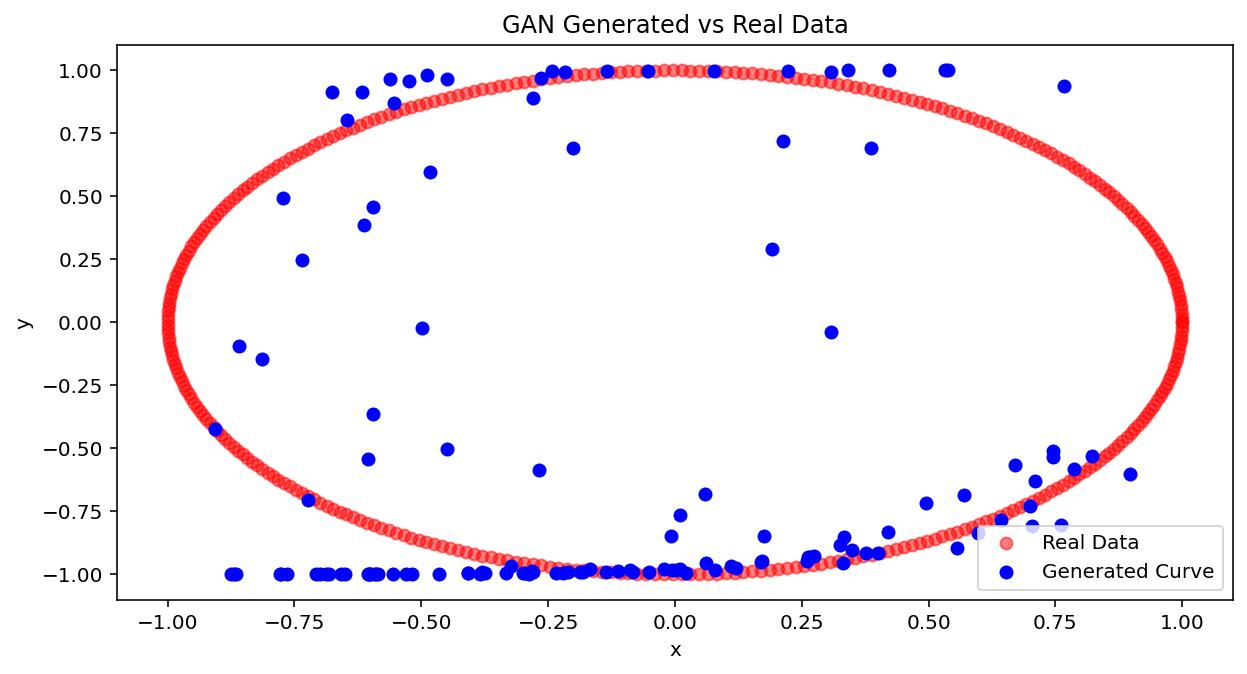 GAN Generated vs Real Data
1.00
0.75
0.50
0.25
0.00
−0.25
−0.50
−0.75
−1.00
y
Real Data
Generated Curve
−1.00 −0.75 −0.50 −0.25 0.00 0.25 0.50 0.75 1.00
x